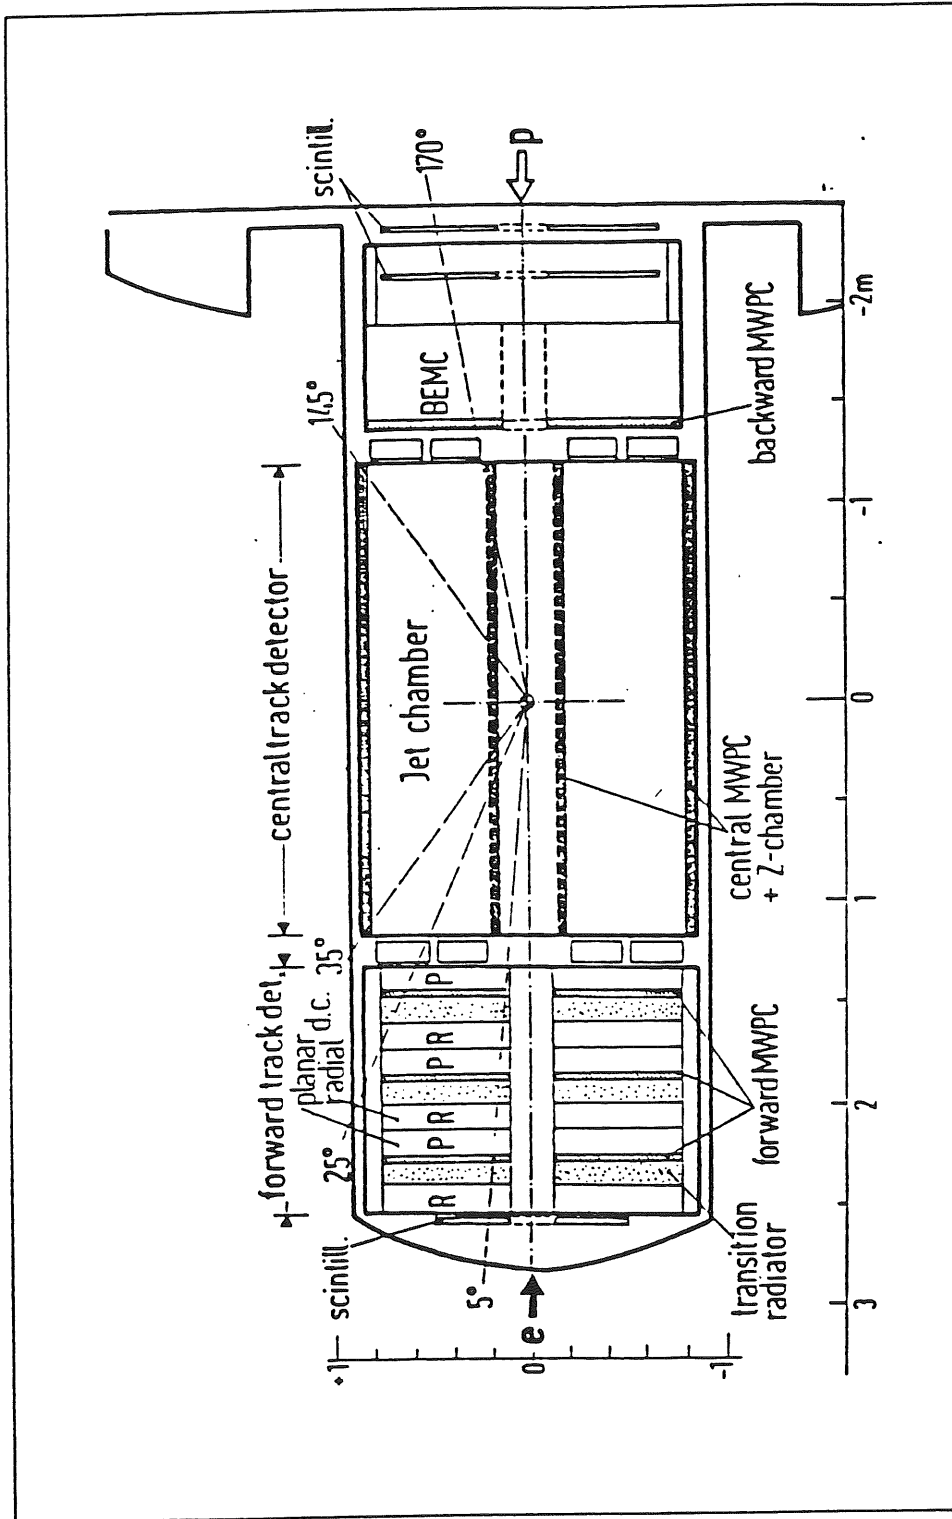 forward track det.
central track detector
planar
radial d.c.
scintill.
25°
35°
145°
170°
scintill.
5°
R
P R
P R
P
Jet chamber
BEMC
e
p
+1
0
-1
transition
radiator
forward MWPC
central MWPC
+ Z-chamber
backward MWPC
3
2
1
0
-1
-2m